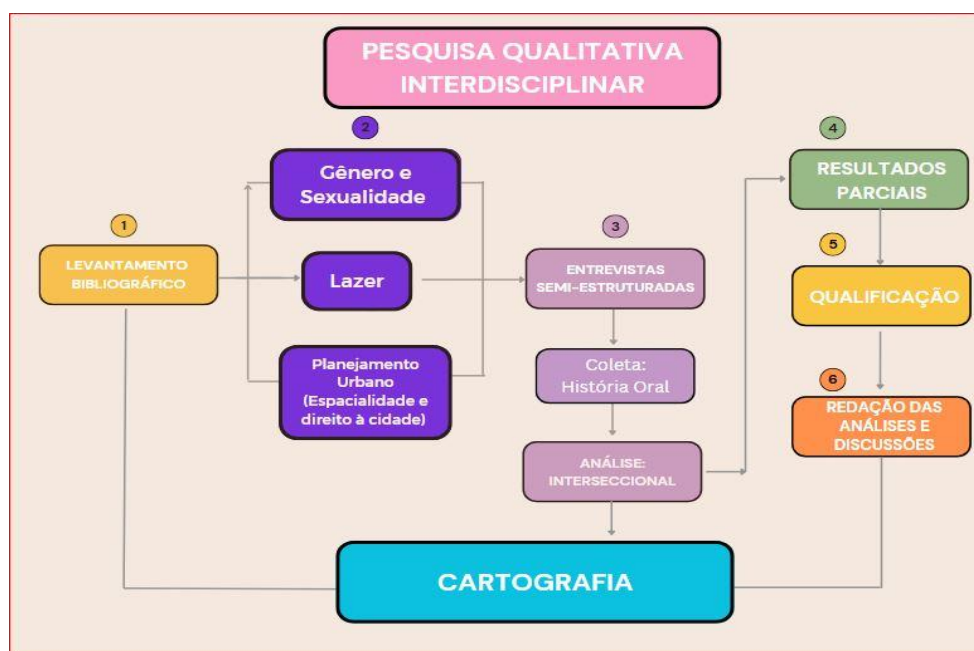 PESQUISA QUALITATIVA
INTERDISCIPLINAR
1
LEVANTAMENTO
BIBLIOGRÁFICO
2
Gênero e
Sexualidade
Lazer
Planejamento
Urbano
(Espacialidade e
direito à cidade)
3
ENTREVISTAS
SEMI-ESTRUTURADAS
Coleta:
História Oral
ANÁLISE:
INTERSECCIONAL
4
RESULTADOS
PARCIAIS
5
QUALIFICAÇÃO
6
REDAÇÃO DAS
ANÁLISES E
DISCUSSÕES
CARTOGRAFIA